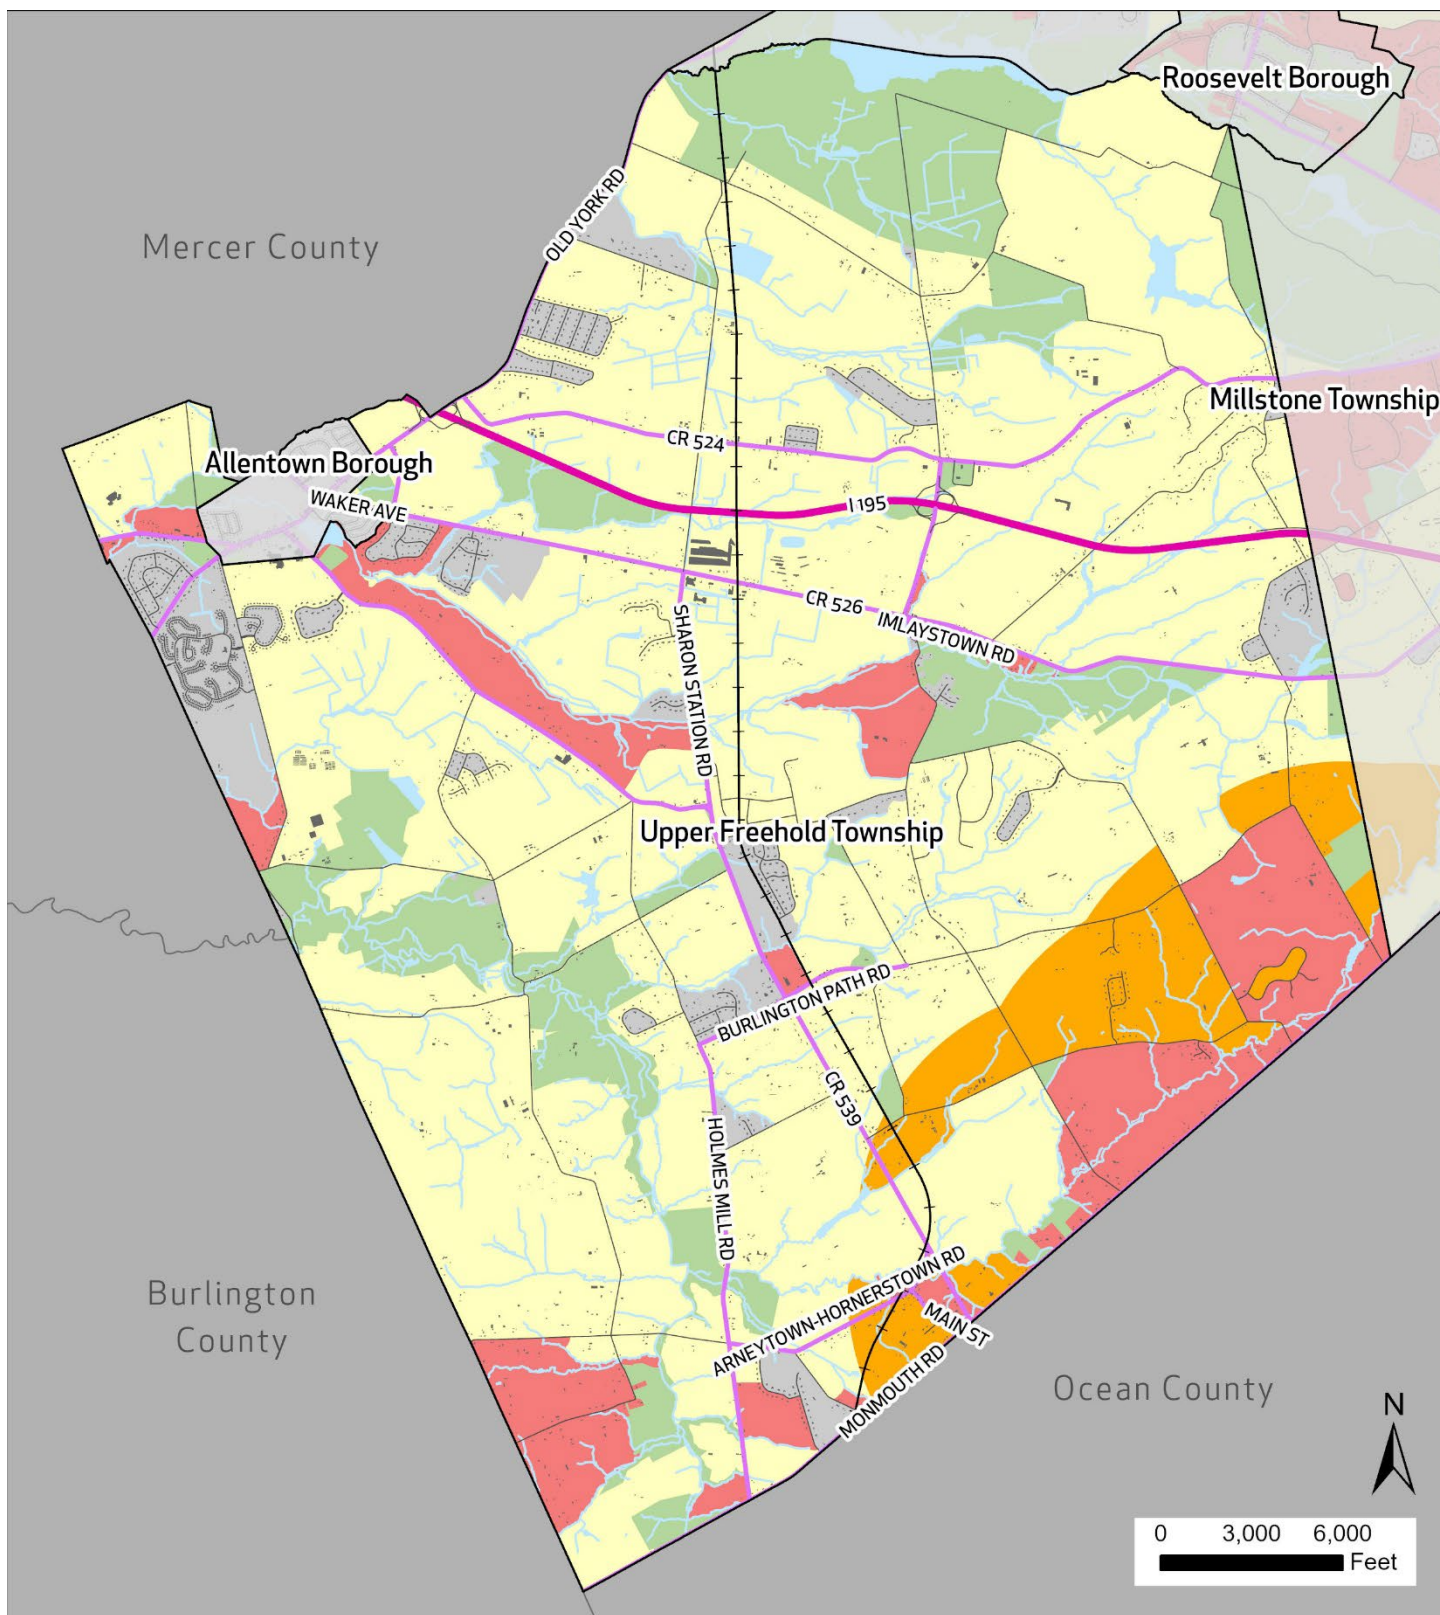 Roosevelt Borough
OLD YORK RD
Mercer County
Millstone Township
CR 524
Allentown Borough
WAKER AVE
I 195
CR 526
IMLAYSTOWN RD
SHARON STATION RD
Upper Freehold Township
BURLINGTON PATH RD
CR 539
HOLMES MILL RD
ARNEYTOWN-HORNERSTOWN RD
MAIN ST
MONMOUTH RD
Burlington
County
Ocean County
N
0 3,000 6,000
Feet